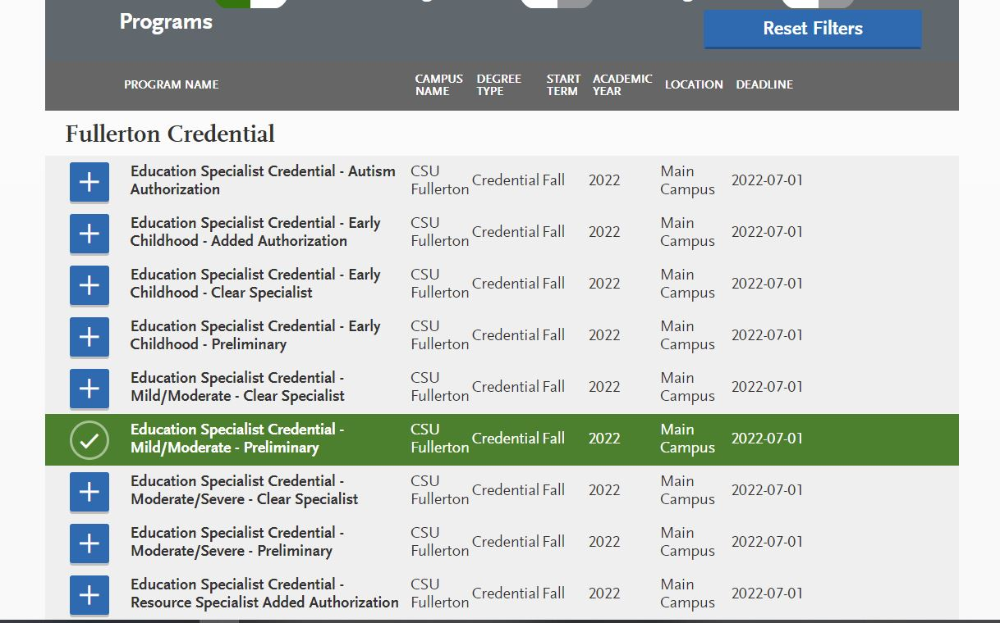 Programs
Reset Filters
PROGRAM NAME
CAMPUS NAME
DEGREE TYPE
START TERM
ACADEMIC YEAR
LOCATION
DEADLINE
Fullerton Credential
Education Specialist Credential - Autism
Authorization
CSU
Fullerton
Credential
Fall
2022
Main
Campus
2022-07-01
Education Specialist Credential - Early
Childhood - Added Authorization
CSU
Fullerton
Credential
Fall
2022
Main
Campus
2022-07-01
Education Specialist Credential - Early
Childhood - Clear Specialist
CSU
Fullerton
Credential
Fall
2022
Main
Campus
2022-07-01
Education Specialist Credential - Early
Childhood - Preliminary
CSU
Fullerton
Credential
Fall
2022
Main
Campus
2022-07-01
Education Specialist Credential -
Mild/Moderate - Clear Specialist
CSU
Fullerton
Credential
Fall
2022
Main
Campus
2022-07-01
Education Specialist Credential -
Mild/Moderate - Preliminary
CSU
Fullerton
Credential
Fall
2022
Main
Campus
2022-07-01
Education Specialist Credential -
Moderate/Severe - Clear Specialist
CSU
Fullerton
Credential
Fall
2022
Main
Campus
2022-07-01
Education Specialist Credential -
Moderate/Severe - Preliminary
CSU
Fullerton
Credential
Fall
2022
Main
Campus
2022-07-01
Education Specialist Credential -
Resource Specialist Added Authorization
CSU
Fullerton
Credential
Fall
2022
Main
Campus
2022-07-01